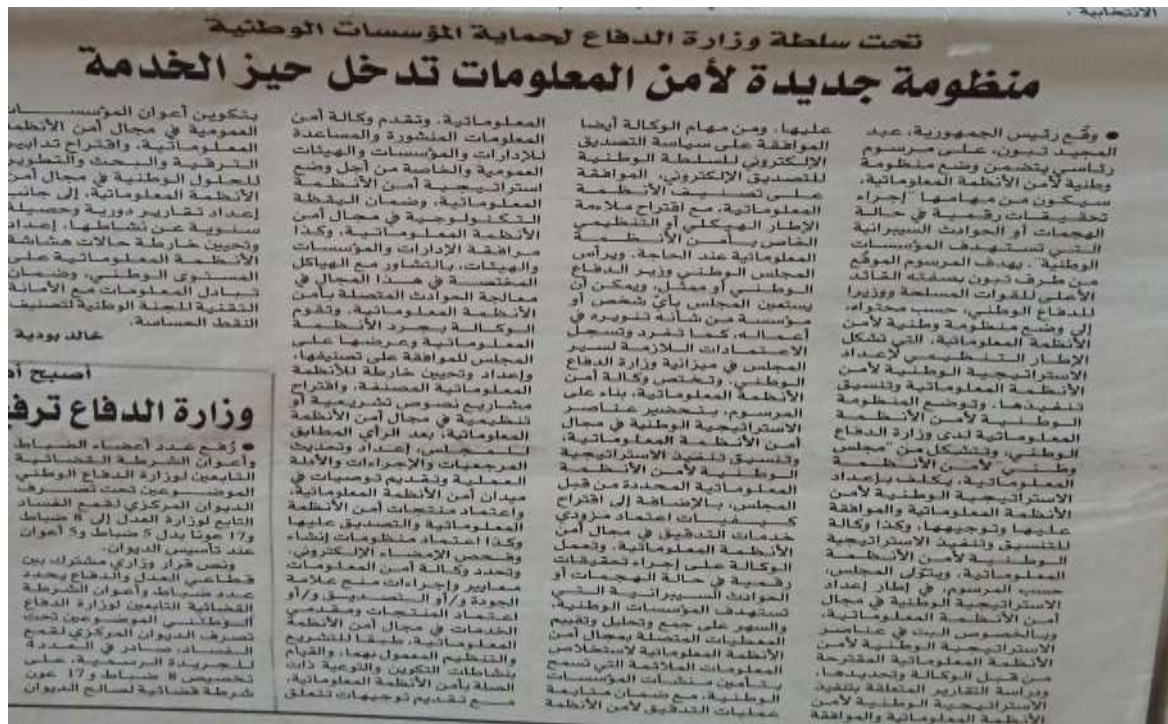 الانتخابية .
تحت سلطة وزارة الدفاع لحماية المؤسسات الوطنية
منظومة جديدة لأمن المعلومات تدخل حيز الخدمة
● وقّع رئيس الجمهورية، عبد
المجيد تبون، على مرسوم
رئاسي يتضمن وضع منظومة
وطنية لأمن الأنظمة المعلوماتية،
سيكون من مهامها "إجراء
تحقيقات رقمية في حالة
الهجمات أو الحوادث السيبرانية
التي تستهدف المؤسسات
الوطنية". يهدف المرسوم الموقّع
من طرف تبون بصفته القائد
الأعلى للقوات المسلحة ووزيرا
للدفاع الوطني، حسب محتواه،
إلى وضع منظومة وطنية لأمن
الأنظمة المعلوماتية، التي تشكل
الإطار التنظيمي لإعداد
الاستراتيجية الوطنية لأمن
الأنظمة المعلوماتية وتنسيق
تنفيذها. وتوضع المنظومة
الوطنية لأمن الأنظمة
المعلوماتية لدى وزارة الدفاع
الوطني، وتتشكل من "مجلس
وطني" لأمن الأنظمة
المعلوماتية، يكلف بإعداد
الاستراتيجية الوطنية لأمن
الأنظمة المعلوماتية والموافقة
عليها وتوجيهها، وكذا وكالة
للتنسيق وتنفيذ الاستراتيجية
الوطنية لأمن الأنظمة
المعلوماتية. ويتولى المجلس،
حسب المرسوم، في إطار إعداد
الاستراتيجية الوطنية في مجال
أمن الأنظمة المعلوماتية،
وبالخصوص البت في عناصر
الاستراتيجية الوطنية لأمن
الأنظمة المعلوماتية المقترحة
من قبل الوكالة وتحديدها،
ودراسة التقارير المتعلقة بتنفيذ
الاستراتيجية الوطنية لأمن
الأنظمة المعلوماتية والموافقة
عليها. ومن مهام الوكالة أيضا
الموافقة على سياسة التصديق
الإلكتروني للسلطة الوطنية
للتصديق الإلكتروني، الموافقة
على تصنيف الأنظمة
المعلوماتية، مع اقتراح ملاءمة
الإطار الهيكلي أو التنظيمي
الخاص بأمن الأنظمة
المعلوماتية عند الحاجة. ويرأس
المجلس الوطني وزير الدفاع
الوطني أو ممثله، ويمكن أن
يستعين المجلس بأي شخص أو
مؤسسة من شأنه تنويره في
أعماله، كما تفرد وتسجل
الاعتمادات اللازمة لسير
المجلس في ميزانية وزارة الدفاع
الوطني. وتختص وكالة أمن
الأنظمة المعلوماتية، بناء على
المرسوم، بتحضير عناصر
الاستراتيجية الوطنية في مجال
أمن الأنظمة المعلوماتية،
وتنسيق تنفيذ الاستراتيجية
الوطنية لأمن الأنظمة
المعلوماتية المحددة من قبل
المجلس، بالإضافة إلى اقتراح
كيفيات اعتماد مزودي
خدمات التدقيق في مجال أمن
الأنظمة المعلوماتية. وتعمل
الوكالة على إجراء تحقيقات
رقمية في حالة الهجمات أو
الحوادث السيبرانية التي
تستهدف المؤسسات الوطنية،
والسهر على جمع وتحليل وتقييم
المعطيات المتصلة بمجال أمن
الأنظمة المعلوماتية لاستخلاص
المعلومات الملائمة التي تسمح
بتأمين منشآت المؤسسات
الوطنية، مع ضمان متابعة
عمليات التدقيق لأمن الأنظمة
المعلوماتية. وتقدم وكالة أمن
المعلومات المنشورة والمساعدة
للإدارات والمؤسسات والهيئات
العمومية والخاصة من أجل وضع
استراتيجية أمن الأنظمة
المعلوماتية، وضمان اليقظة
التكنولوجية في مجال أمن
الأنظمة المعلوماتية، وكذا
مرافقة الإدارات والمؤسسات
والهيئات، بالتشاور مع الهياكل
المختصة في هذا المجال في
معالجة الحوادث المتصلة بأمن
الأنظمة المعلوماتية. وتقوم
الوكالة بجرد الأنظمة
المعلوماتية وعرضها على
المجلس للموافقة على تصنيفها،
وإعداد وتحيين خارطة للأنظمة
المعلوماتية المصنفة، واقتراح
مشاريع نصوص تشريعية أو
تنظيمية في مجال أمن الأنظمة
المعلوماتية، بعد الرأي المطابق
للمجلس، إعداد وتحديث
المرجعيات والإجراءات والأدلة
العملية وتقديم توصيات في
ميدان أمن الأنظمة المعلوماتية،
واعتماد منتجات أمن الأنظمة
المعلوماتية والتصديق عليها
وكذا اعتماد منظومات إنشاء
وفحص الإمضاء الإلكتروني.
وتحدد وكالة أمن المعلومات
معايير وإجراءات منح علامة
الجودة و/أو التصديق و/أو
اعتماد المنتجات ومقدمي
الخدمات في مجال أمن الأنظمة
المعلوماتية، طبقا للتشريع
والتنظيم المعمول بهما، والقيام
بنشاطات التكوين والتوعية ذات
الصلة بأمن الأنظمة المعلوماتية،
مع تقديم توجيهات تتعلق
بتكوين أعوان المؤسسات
العمومية في مجال أمن الأنظمة
المعلوماتية، واقتراح تدابير
الترقية والبحث والتطوير
للحلول الوطنية في مجال أمن
الأنظمة المعلوماتية، إلى جانب
إعداد تقارير دورية وحصيلة
سنوية عن نشاطها، إعداد
وتحيين خارطة حالات هشاشة
الأنظمة المعلوماتية على
المستوى الوطني، وضمان
تبادل المعلومات مع الأمانة
التقنية للجنة الوطنية لتصنيف
النقط الحساسة.
خالد بودية
أصبح
وزارة الدفاع ترف
● رُفع عدد أعضاء الضباط
وأعوان الشرطة القضائية
التابعين لوزارة الدفاع الوطني
الموضوعين تحت تصرف
الديوان المركزي لقمع الفساد
التابع لوزارة العدل إلى 8 ضباط
و17 عونا بدل 5 ضباط و5 أعوان
عند تأسيس الديوان.
ونص قرار وزاري مشترك بين
قطاعي العدل والدفاع يحدد
عدد ضباط وأعوان الشرطة
القضائية التابعين لوزارة الدفاع
الوطني الموضوعين تحت
تصرف الديوان المركزي لقمع
الفساد، صادر في العدد
للجريدة الرسمية، على
تخصيص 8 ضباط و17 عون
شرطة قضائية لصالح الديوان